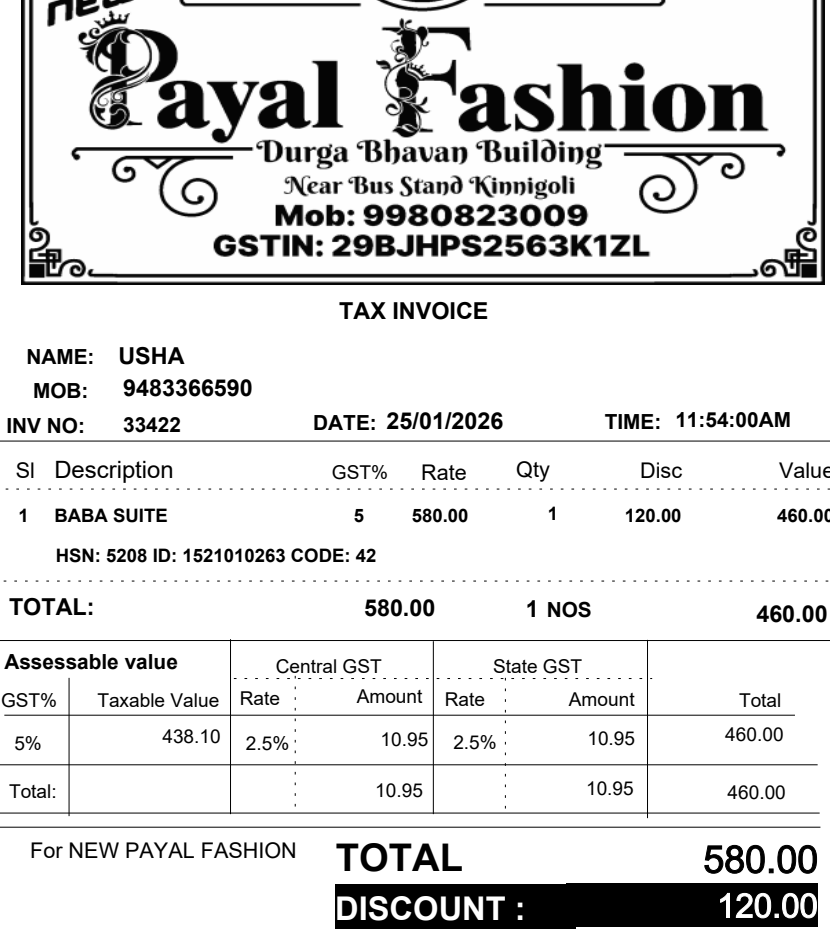 new
Payal Fashion
Durga Bhavan Building
Near Bus Stand Kinnigoli
Mob: 9980823009
GSTIN: 29BJHPS2563K1ZL
TAX INVOICE
NAME: USHA
MOB: 9483366590
INV NO: 33422 DATE: 25/01/2026 TIME: 11:54:00AM
Sl Description GST% Rate Qty Disc Value
1 BABA SUITE 5 580.00 1 120.00 460.00
HSN: 5208 ID: 1521010263 CODE: 42
TOTAL: 580.00 1 NOS 460.00
Assessable value Central GST State GST
GST% Taxable Value Rate Amount Rate Amount Total
5% 438.10 2.5% 10.95 2.5% 10.95 460.00
Total: 10.95 10.95 460.00
For NEW PAYAL FASHION TOTAL 580.00
DISCOUNT : 120.00